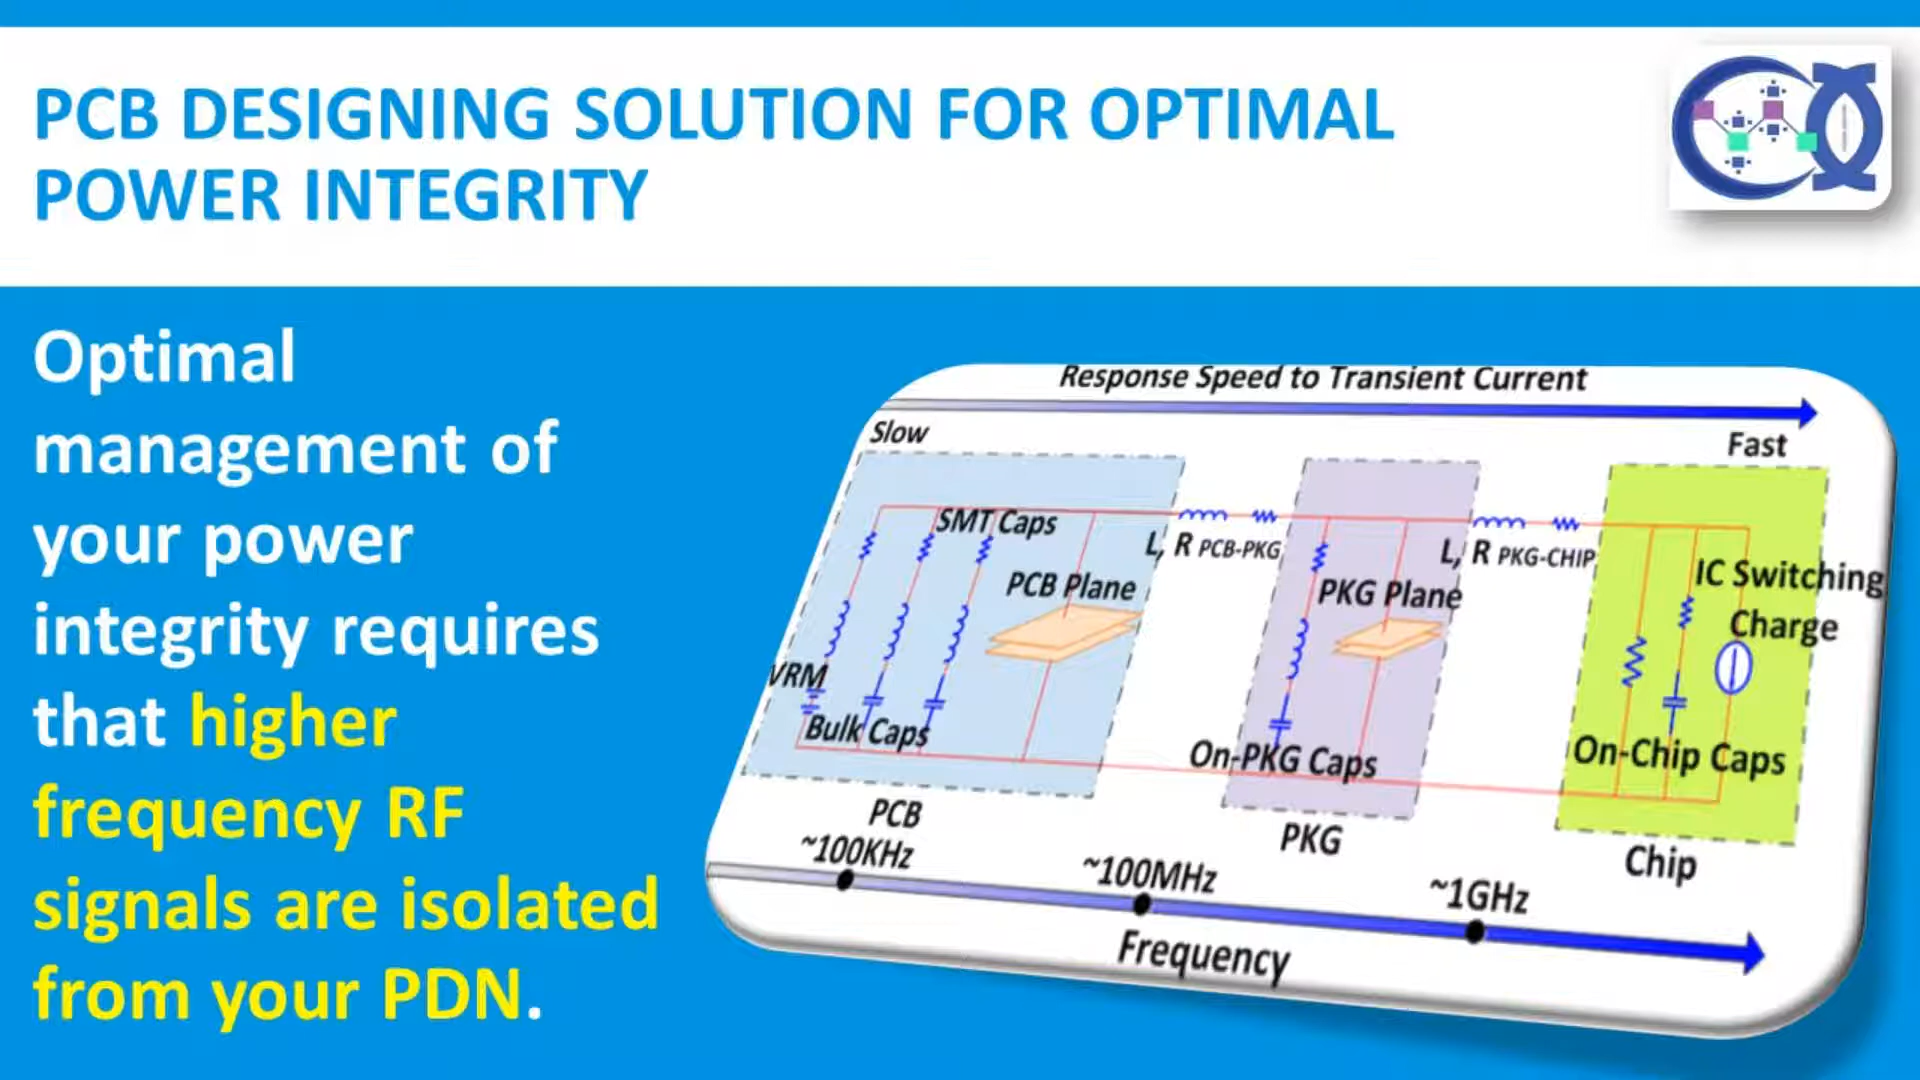 PCB DESIGNING SOLUTION FOR OPTIMAL
POWER INTEGRITY
Optimal
management of
your power
integrity requires
that higher
frequency RF
signals are isolated
from your PDN.
Response Speed to Transient Current
Slow
Fast
SMT Caps
L, R PCB-PKG
L, R PKG-CHIP
IC Switching
Charge
PCB Plane
PKG Plane
VRM
Bulk Caps
On-PKG Caps
On-Chip Caps
PCB
PKG
Chip
~100KHz
~100MHz
~1GHz
Frequency